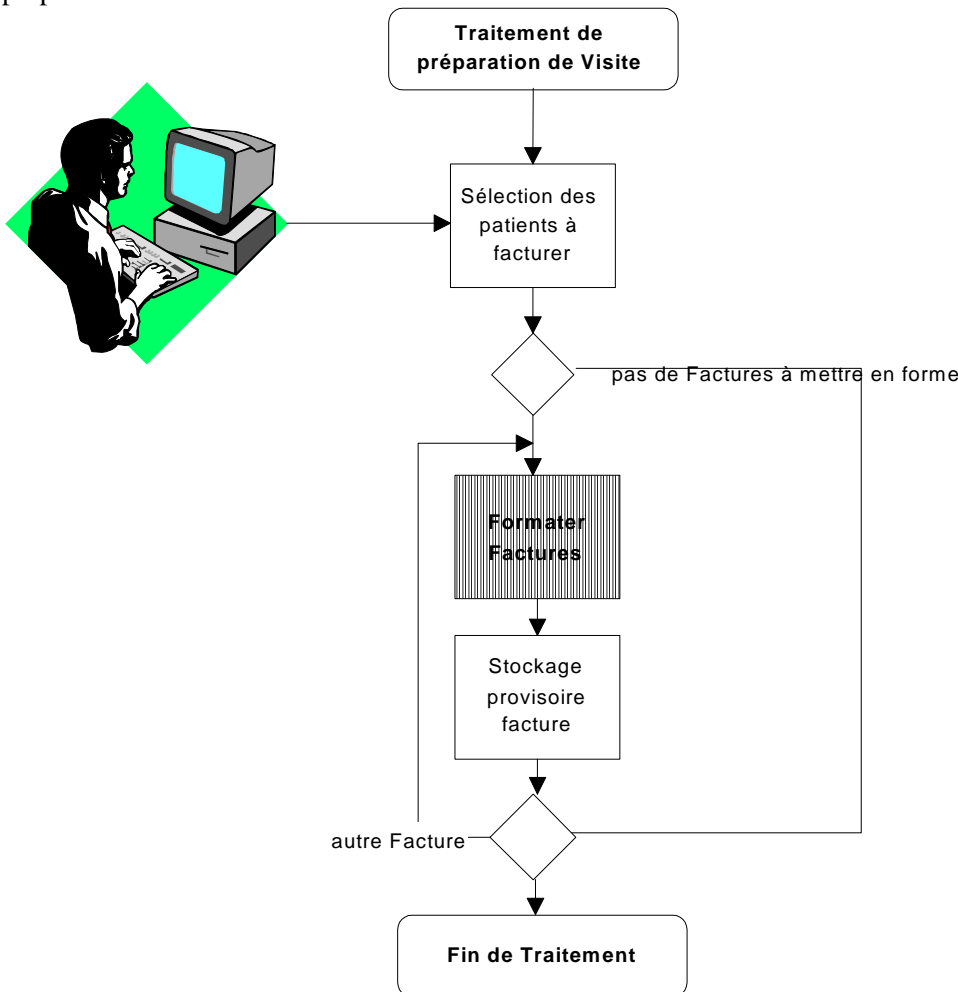 Traitement de
préparation de Visite
Sélection des
patients à
facturer
pas de Factures à mettre en forme
Formater
Factures
Stockage
provisoire
facture
autre Facture
Fin de Traitement